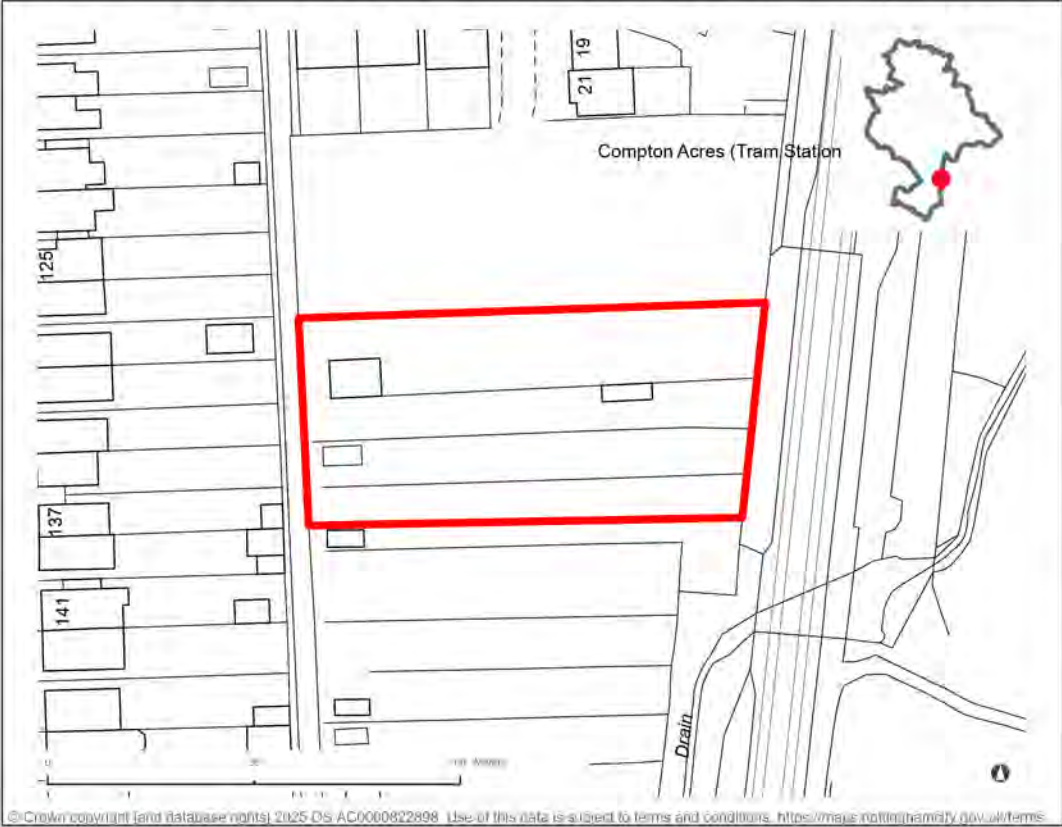 19
21
Compton Acres (Tram Station
125
137
141
Drain
© Crown copyright [and database rights] 2025 OS AC0000822898. Use of this data is subject to terms and conditions.